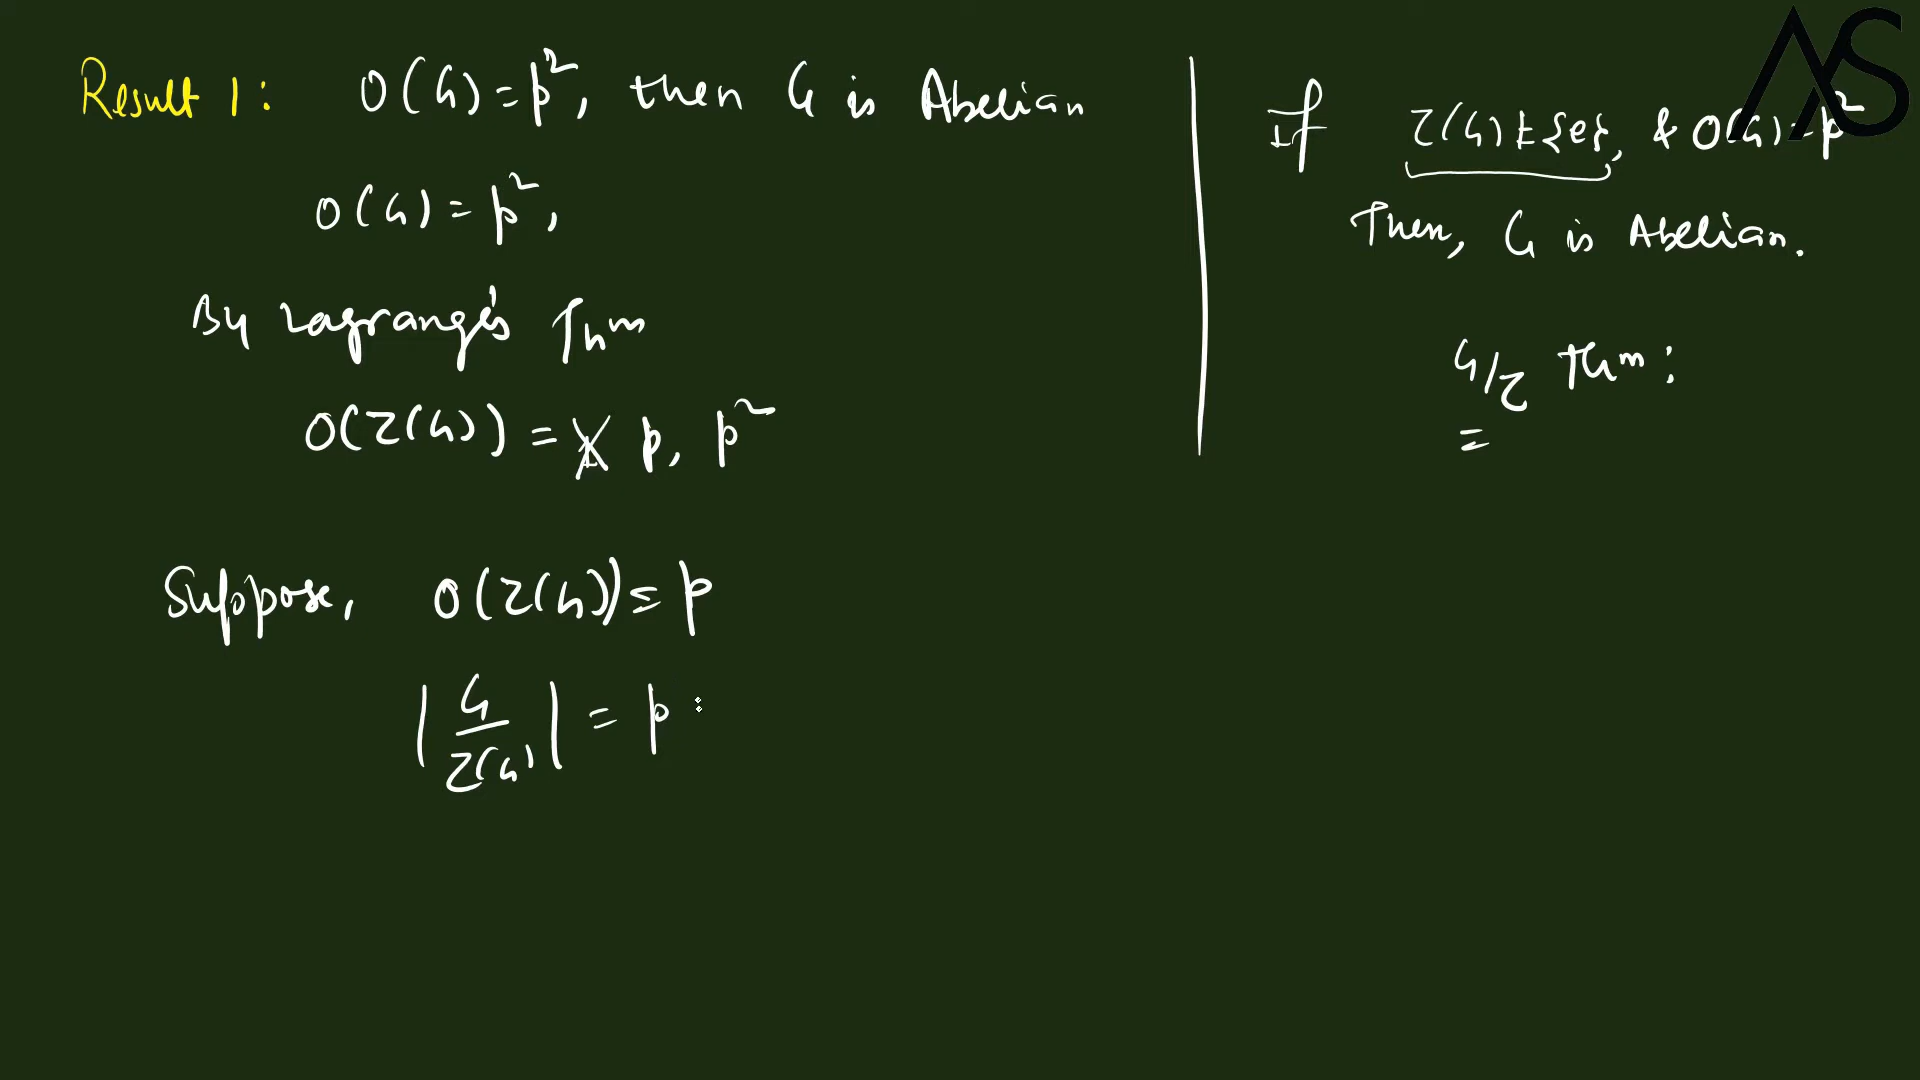 Result 1: O(G)=p², then G is Abelian
O(G)=p²,
By Lagrange's Thm
O(Z(G)) = 1 p, p²
Suppose, O(Z(G)) = p
|G/Z(G)| = p
If Z(G)≠{e}, & O(G)=p²
Then, G is Abelian.
G/Z Thm:
=
AS